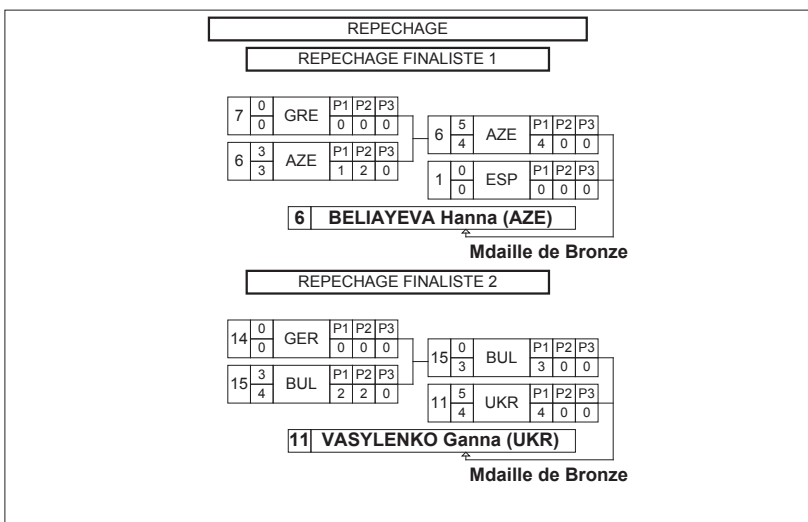 REPECHAGE
REPECHAGE FINALISTE 1
7 0 0 GRE P1 P2 P3 0 0 0
6 3 3 AZE P1 P2 P3 1 2 0
6 5 4 AZE P1 P2 P3 4 0 0
1 0 0 ESP P1 P2 P3 0 0 0
6 BELIAYEVA Hanna (AZE)
Mdaille de Bronze
REPECHAGE FINALISTE 2
14 0 0 GER P1 P2 P3 0 0 0
15 3 4 BUL P1 P2 P3 2 2 0
15 0 3 BUL P1 P2 P3 3 0 0
11 5 4 UKR P1 P2 P3 4 0 0
11 VASYLENKO Ganna (UKR)
Mdaille de Bronze